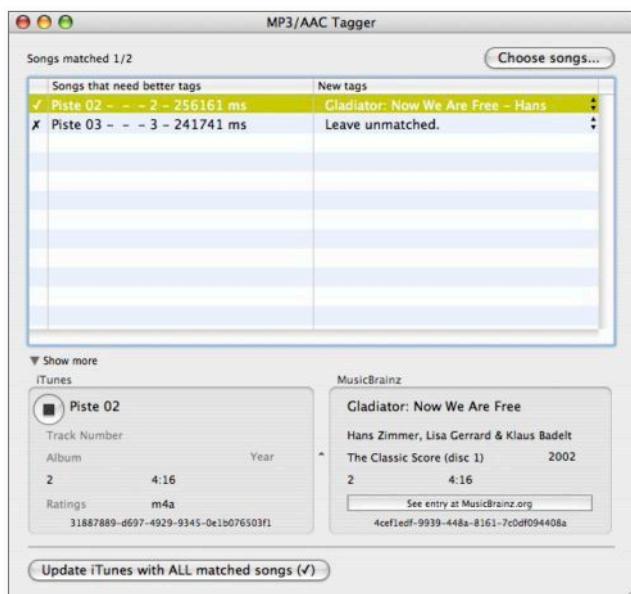 MP3/AAC Tagger
Songs matched 1/2
Choose songs...
Songs that need better tags New tags
✓ Piste 02 - - - 2 - 256161 ms Gladiator: Now We Are Free - Hans
✗ Piste 03 - - - 3 - 241741 ms Leave unmatched.
▼ Show more
iTunes
Piste 02
Track Number
Album Year
2 4:16
Ratings m4a
31887889-d697-4929-9345-0e1b076503f1
MusicBrainz
Gladiator: Now We Are Free
Hans Zimmer, Lisa Gerrard & Klaus Badelt
The Classic Score (disc 1) 2002
2 4:16
See entry at MusicBrainz.org
4cef1edf-9939-448a-8161-7c0df094408a
Update iTunes with ALL matched songs (✓)